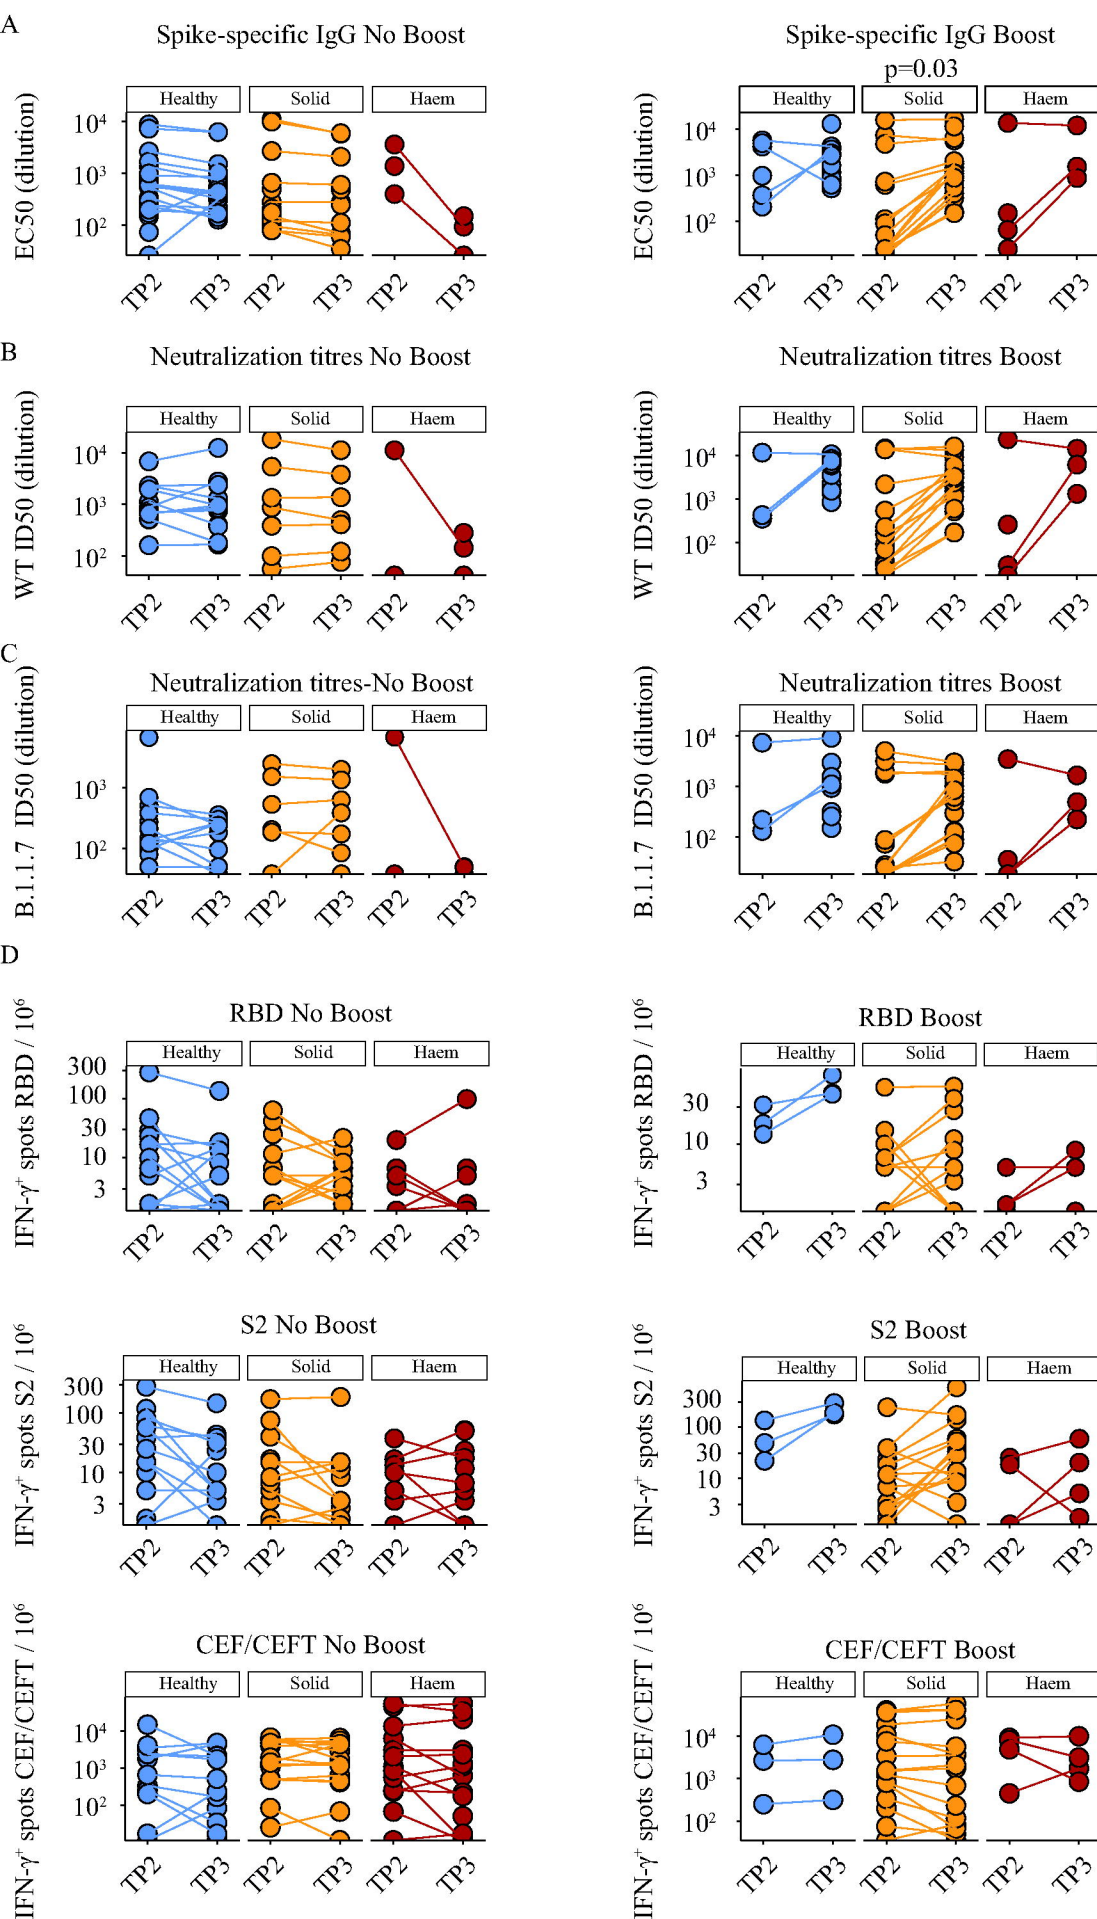 A
Spike-specific IgG No Boost
Spike-specific IgG Boost
p=0.03
Healthy Solid Haem
Healthy Solid Haem
EC50 (dilution)
10⁴
10³
10²
TP2 TP3 TP2 TP3 TP2 TP3
EC50 (dilution)
10⁴
10³
10²
TP2 TP3 TP2 TP3 TP2 TP3
B
Neutralization titres No Boost
Neutralization titres Boost
Healthy Solid Haem
Healthy Solid Haem
WT ID50 (dilution)
10⁴
10³
10²
TP2 TP3 TP2 TP3 TP2 TP3
WT ID50 (dilution)
10⁴
10³
10²
TP2 TP3 TP2 TP3 TP2 TP3
C
Neutralization titres-No Boost
Neutralization titres Boost
Healthy Solid Haem
Healthy Solid Haem
B.1.1.7 ID50 (dilution)
10³
10²
TP2 TP3 TP2 TP3 TP2 TP3
B.1.1.7 ID50 (dilution)
10⁴
10³
10²
TP2 TP3 TP2 TP3 TP2 TP3
D
RBD No Boost
RBD Boost
Healthy Solid Haem
Healthy Solid Haem
IFN-γ⁺ spots RBD / 10⁶
300
100
30
10
3
TP2 TP3 TP2 TP3 TP2 TP3
IFN-γ⁺ spots RBD / 10⁶
30
10
3
TP2 TP3 TP2 TP3 TP2 TP3
S2 No Boost
S2 Boost
Healthy Solid Haem
Healthy Solid Haem
IFN-γ⁺ spots S2 / 10⁶
300
100
30
10
3
TP2 TP3 TP2 TP3 TP2 TP3
IFN-γ⁺ spots S2 / 10⁶
300
100
30
10
3
TP2 TP3 TP2 TP3 TP2 TP3
CEF/CEFT No Boost
CEF/CEFT Boost
Healthy Solid Haem
Healthy Solid Haem
IFN-γ⁺ spots CEF/CEFT / 10⁶
10⁴
10³
10²
TP2 TP3 TP2 TP3 TP2 TP3
IFN-γ⁺ spots CEF/CEFT / 10⁶
10⁴
10³
10²
TP2 TP3 TP2 TP3 TP2 TP3